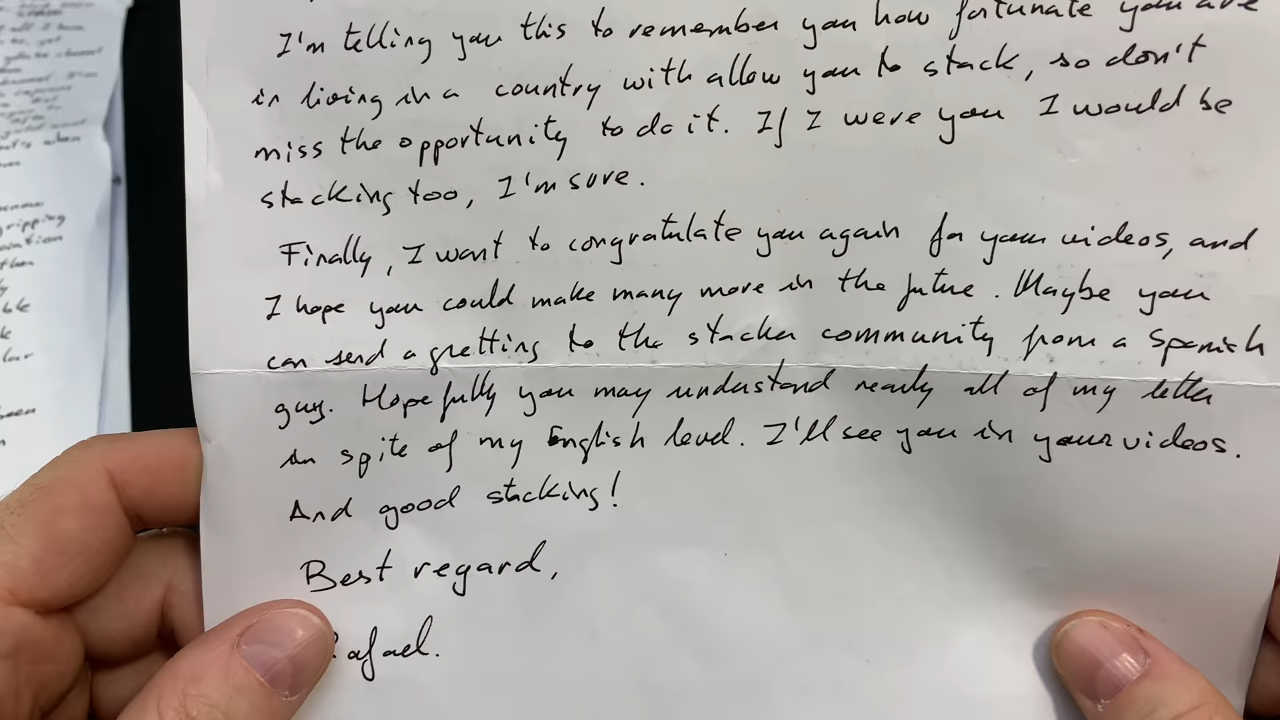 I'm telling you this to remember you how fortunate you are
in living in a country with allow you to stack, so don't
miss the opportunity to do it. If I were you I would be
stacking too, I'm sure.
Finally, I want to congratulate you again for your videos, and
I hope you could make many more in the future. Maybe you
can send a gretting to the stacker community from a Spanish
guy. Hopefully you may understand nearly all of my letter
in spite of my English level. I'll see you in your videos.
And good stacking!
Best regard,
Rafael.